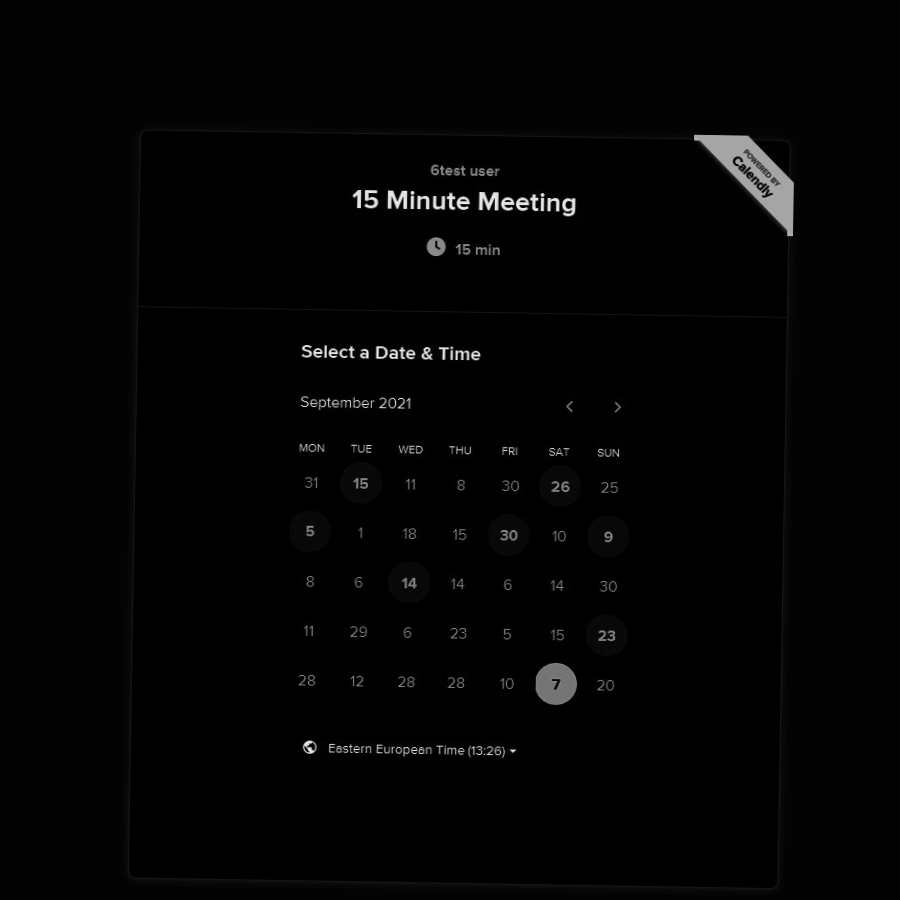 POWERED BY
Calendly
6test user
15 Minute Meeting
15 min
Select a Date & Time
September 2021
MON TUE WED THU FRI SAT SUN
31 15 11 8 30 26 25
5 1 18 15 30 10 9
8 6 14 14 6 14 30
11 29 6 23 5 15 23
28 12 28 28 10 7 20
Eastern European Time (13:26)